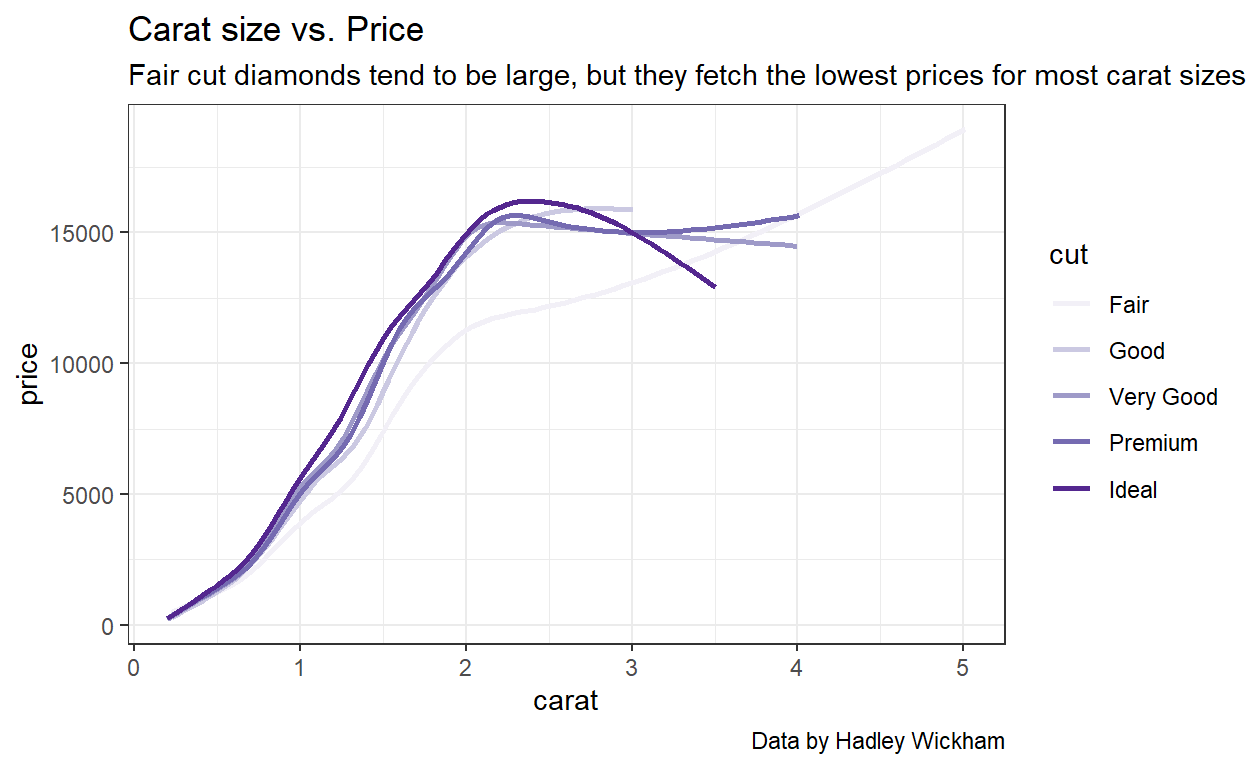 Carat size vs. Price
Fair cut diamonds tend to be large, but they fetch the lowest prices for most carat sizes
price
15000
10000
5000
0
0 1 2 3 4 5
carat
cut
Fair
Good
Very Good
Premium
Ideal
Data by Hadley Wickham